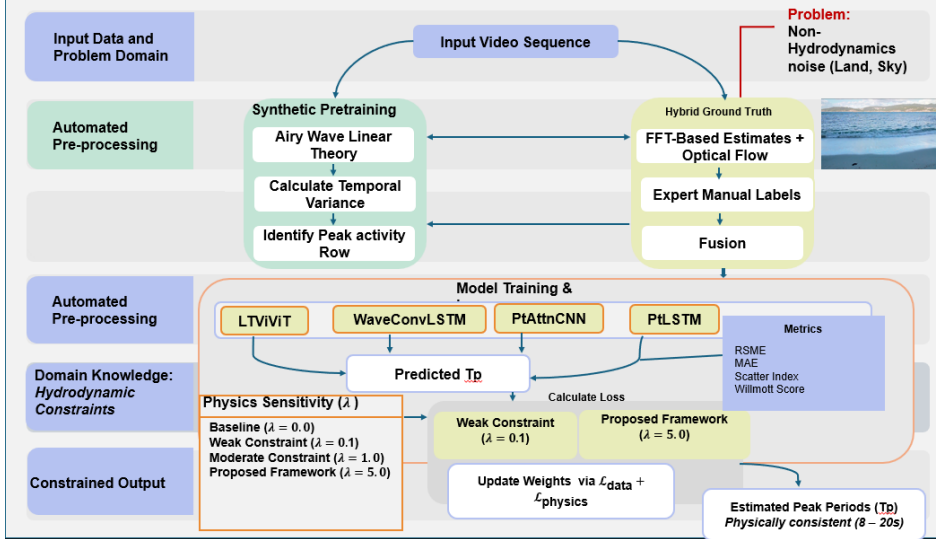 Input Data and
Problem Domain
Input Video Sequence
Problem:
Non-
Hydrodynamics
noise (Land, Sky)
Automated
Pre-processing
Synthetic Pretraining
Airy Wave Linear
Theory
Calculate Temporal
Variance
Identify Peak activity
Row
Hybrid Ground Truth
FFT-Based Estimates +
Optical Flow
Expert Manual Labels
Fusion
Automated
Pre-processing
Model Training &
LTViViT
WaveConvLSTM
PtAttnCNN
PtLSTM
Metrics
RSME
MAE
Scatter Index
Willmott Score
Predicted Tp
Domain Knowledge:
Hydrodynamic
Constraints
Physics Sensitivity (λ )
Baseline (λ = 0.0)
Weak Constraint (λ = 0.1)
Moderate Constraint (λ = 1.0)
Proposed Framework (λ = 5.0)
Calculate Loss
Weak Constraint
(λ = 0.1)
Proposed Framework
(λ = 5.0)
Update Weights via ℒdata +
ℒphysics
Constrained Output
Estimated Peak Periods (Tp)
Physically consistent (8 – 20s)